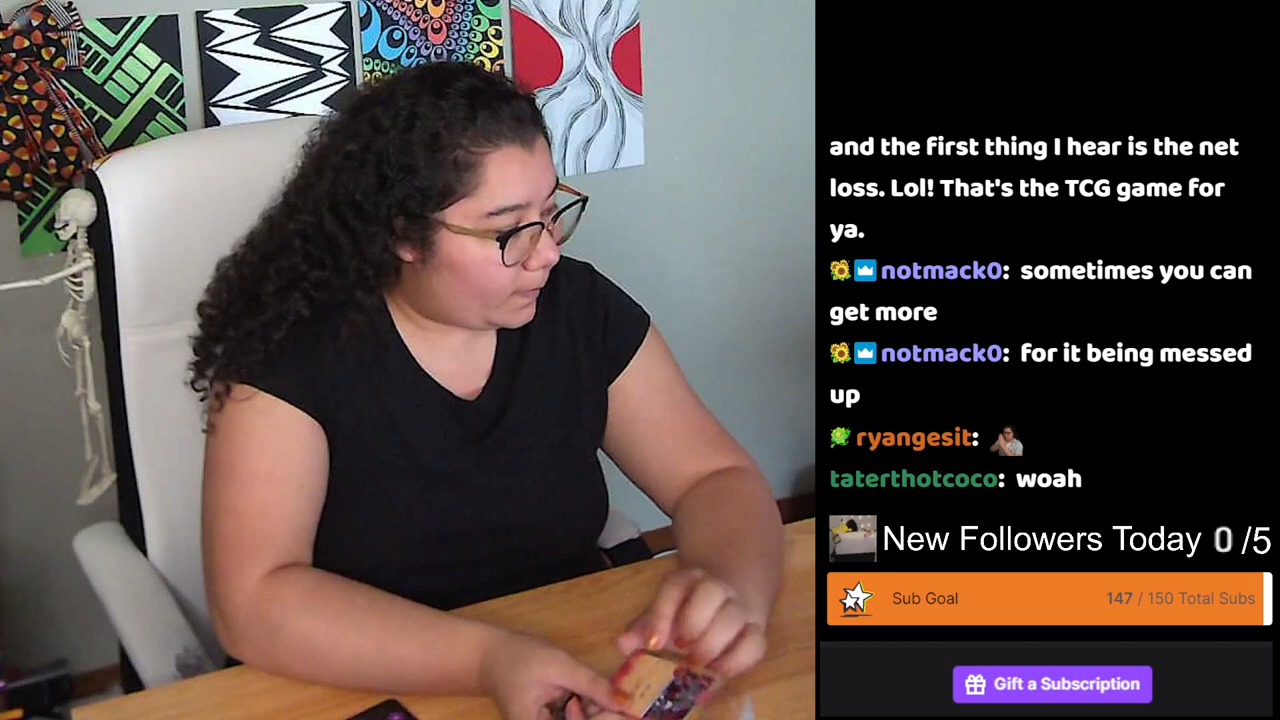 and the first thing I hear is the net
loss. Lol! That's the TCG game for
ya.
notmack0: sometimes you can
get more
notmack0: for it being messed
up
ryangesit:
taterthotcoco: woah
New Followers Today 0 /5
Sub Goal 147 / 150 Total Subs
Gift a Subscription